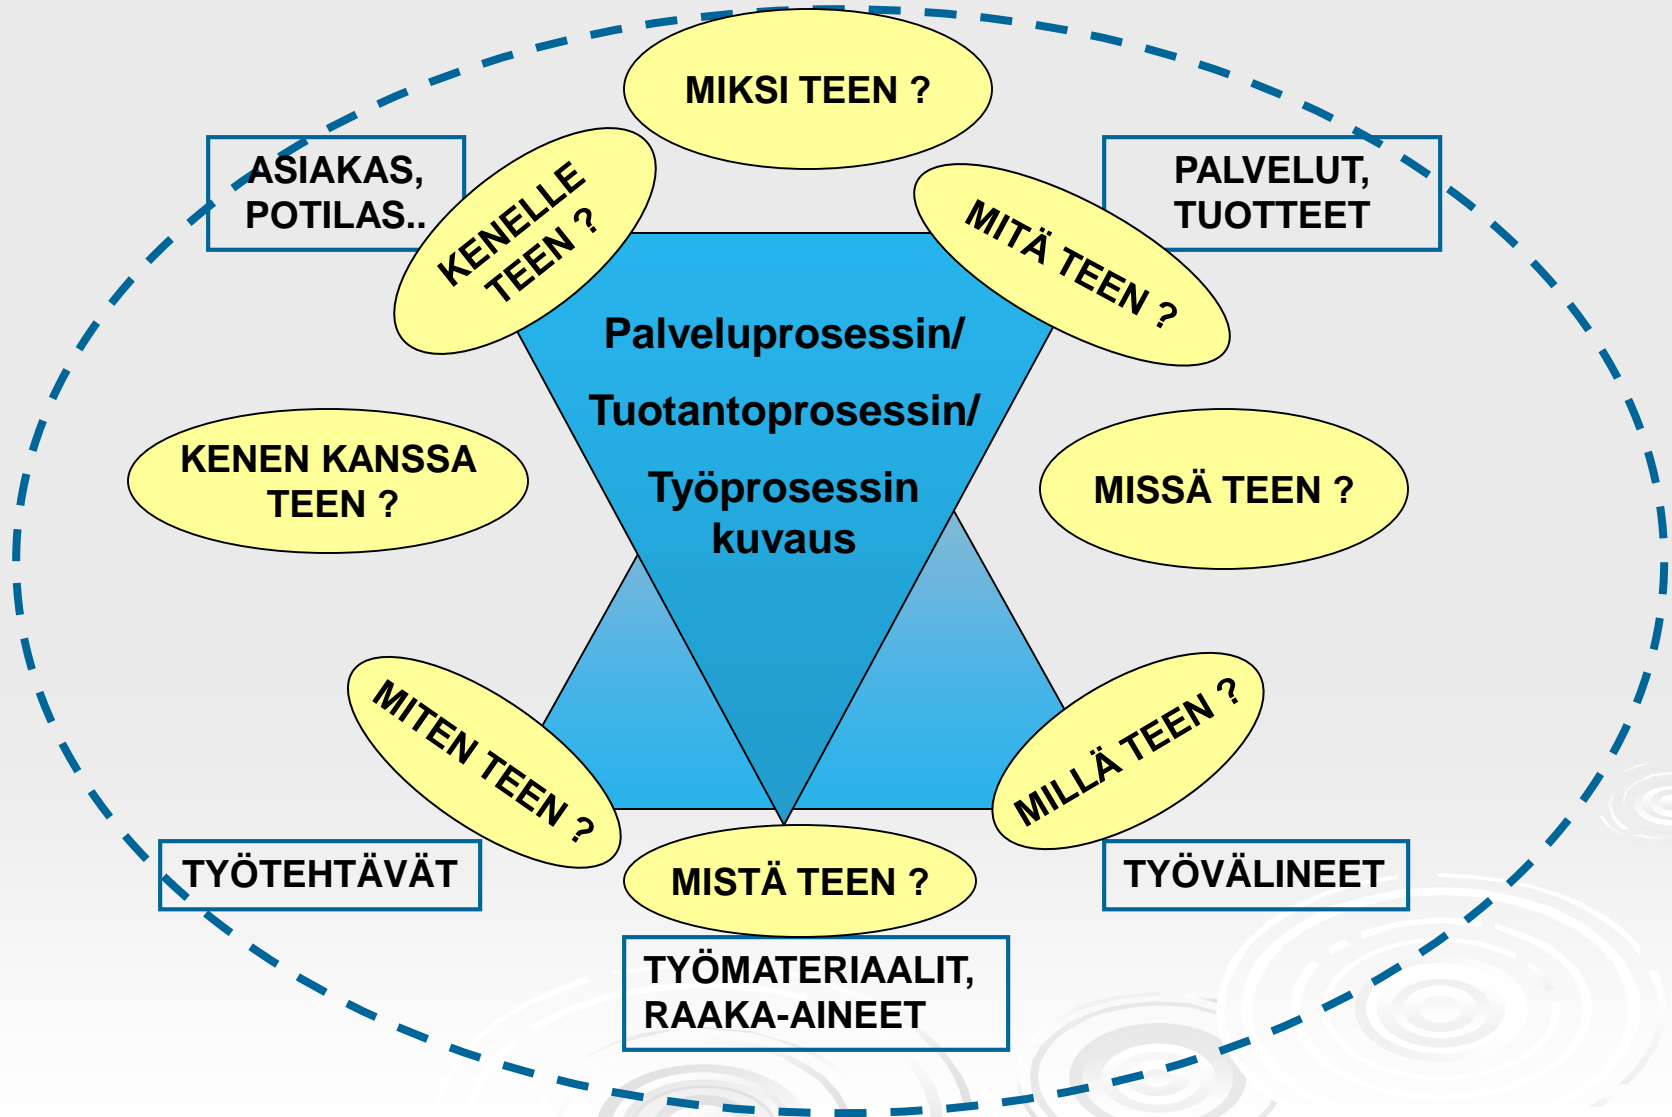 MIKSI TEEN ?
ASIAKAS,
POTILAS..
KENELLE
TEEN ?
MITÄ TEEN ?
PALVELUT,
TUOTTEET
Palveluprosessin/
Tuotantoprosessin/
Työprosessin
kuvaus
KENEN KANSSA
TEEN ?
MISSÄ TEEN ?
MITEN TEEN ?
MILLÄ TEEN ?
TYÖTEHTÄVÄT
MISTÄ TEEN ?
TYÖVÄLINEET
TYÖMATERIAALIT,
RAAKA-AINEET